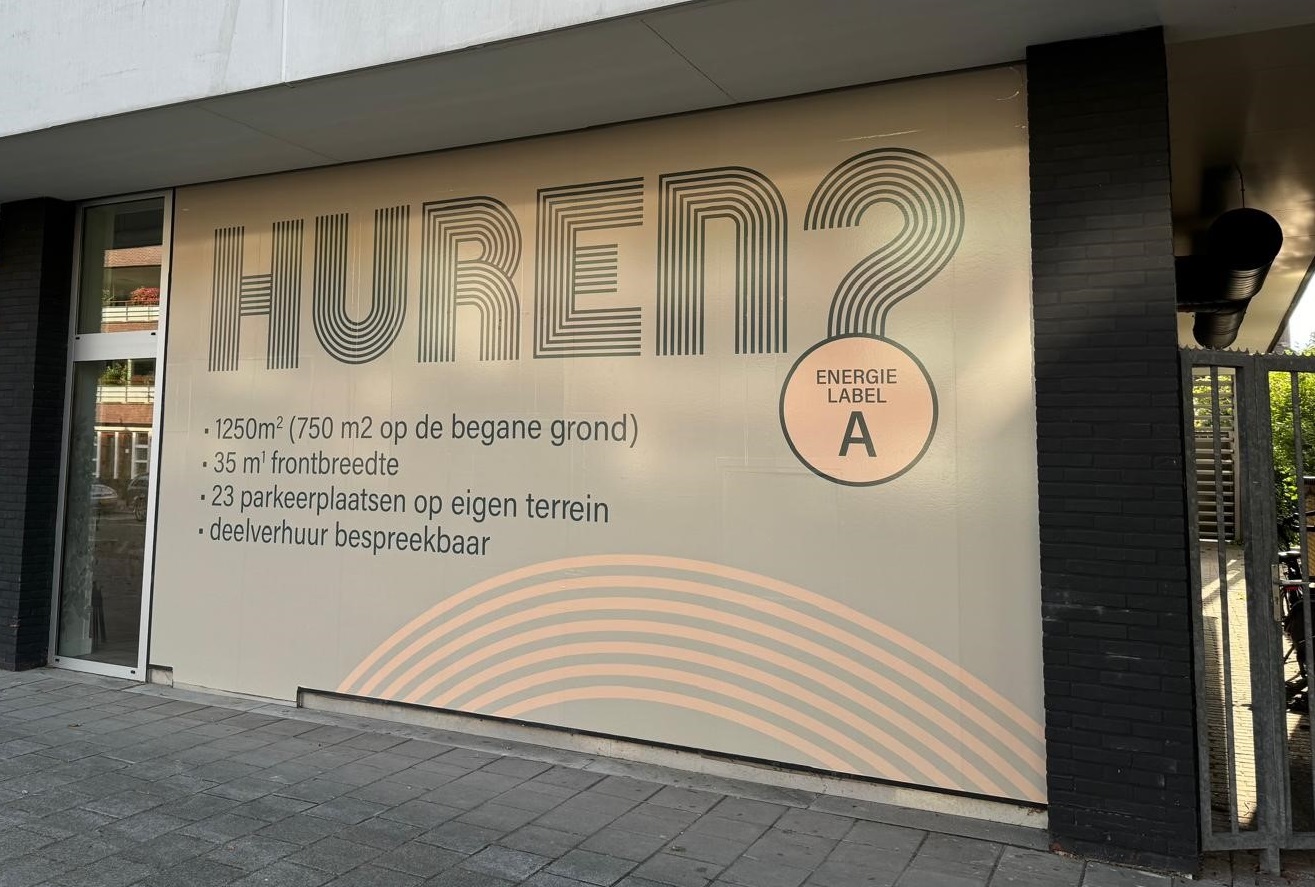 HUREN?
ENERGIE
LABEL
A
• 1250m² (750 m2 op de begane grond)
• 35 m¹ frontbreedte
• 23 parkeerplaatsen op eigen terrein
• deelverhuur bespreekbaar